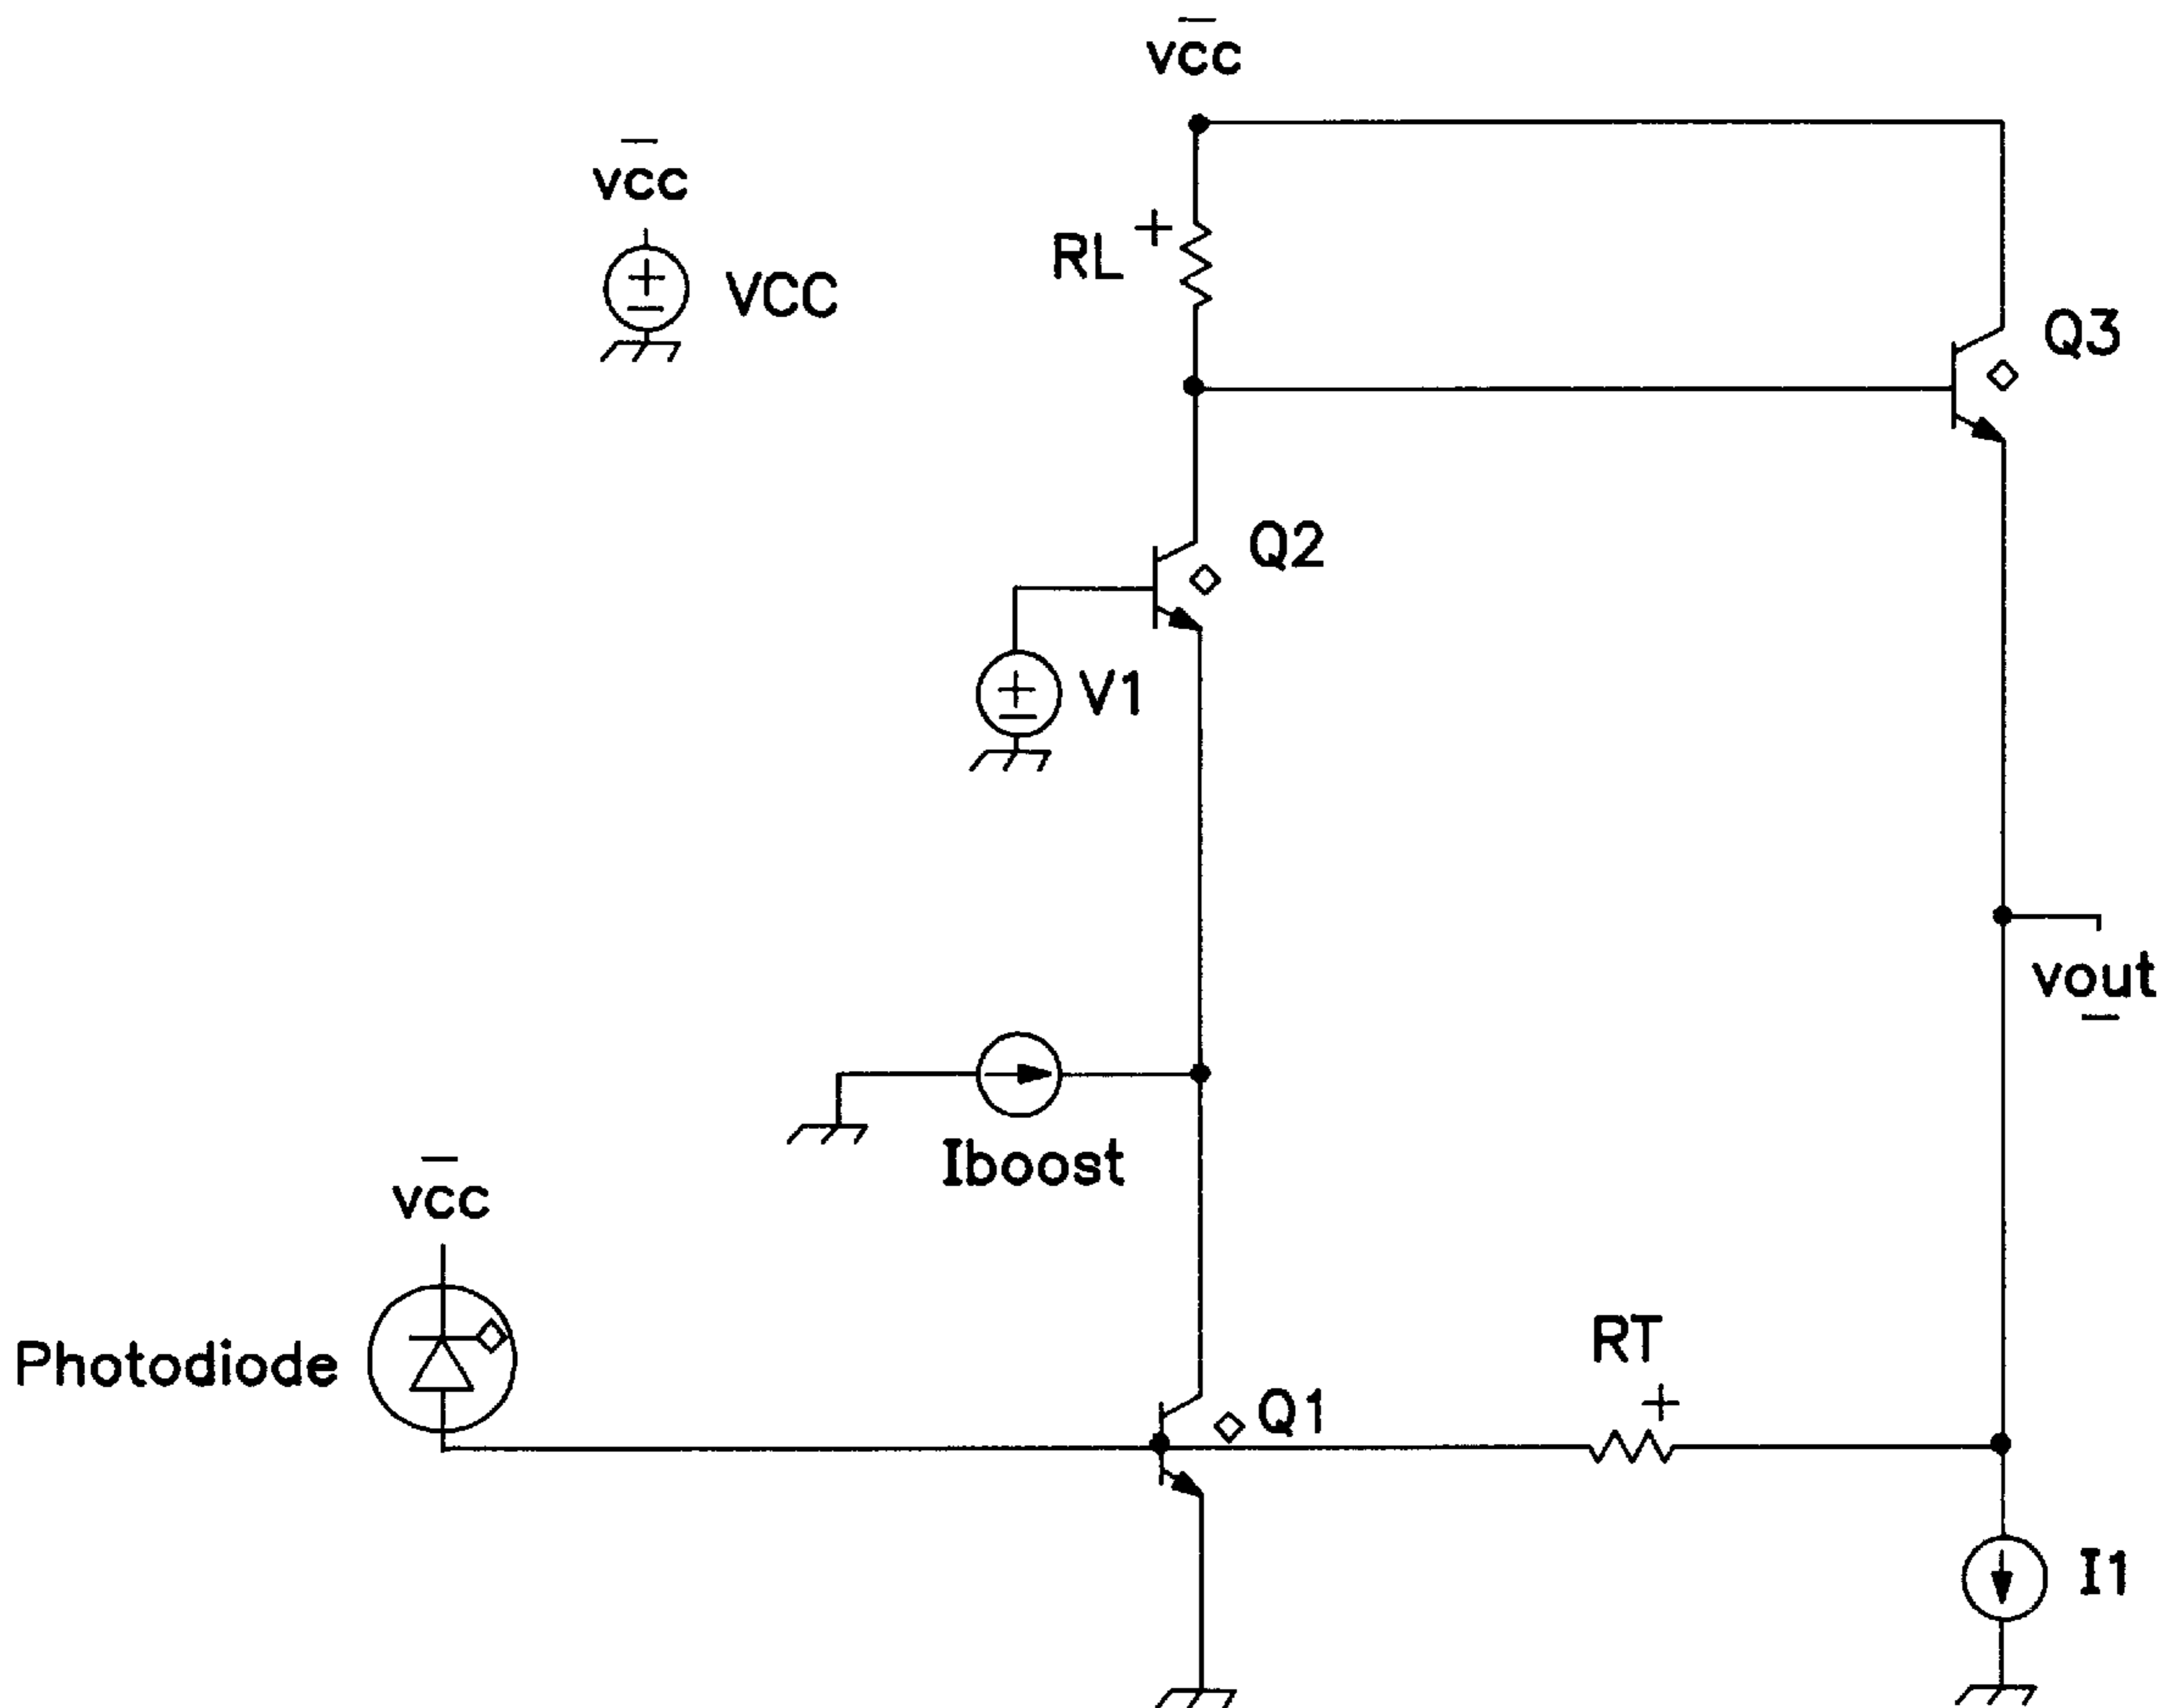 vcc
vcc
VCC
RL
Q3
Q2
V1
vout
Iboost
vcc
Photodiode
RT
Q1
I1